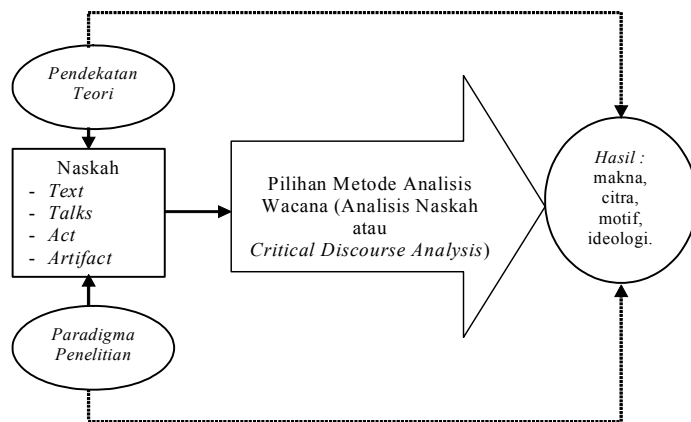 Pendekatan
Teori
Naskah
- Text
- Talks
- Act
- Artifact
Paradigma
Penelitian
Pilihan Metode Analisis
Wacana (Analisis Naskah
atau
Critical Discourse Analysis)
Hasil :
makna,
citra,
motif,
ideologi.